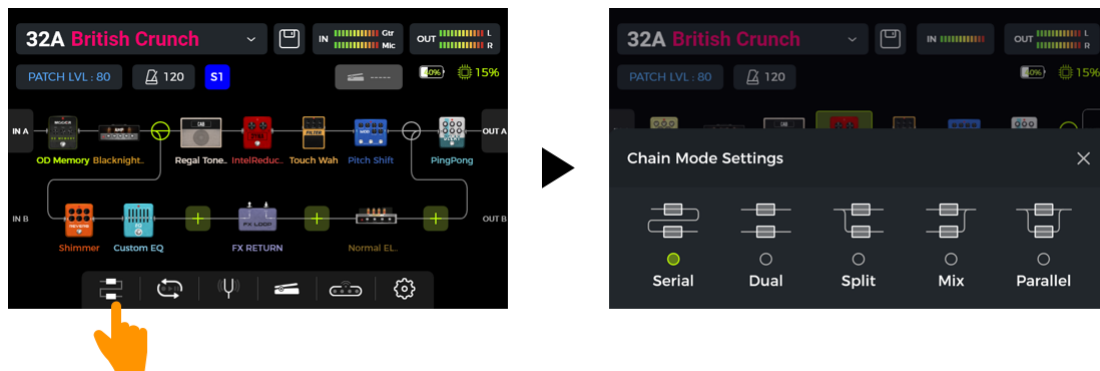 32A British Crunch
IN Gtr Mic
OUT L R
PATCH LVL : 80
120
S1
-----
15%
IN A
OUT A
OD Memory
Blacknight..
Regal Tone..
IntelReduc..
Touch Wah
Pitch Shift
PingPong
IN B
OUT B
Shimmer
Custom EQ
FX LOOP
FX RETURN
Normal EL..
32A British Crunch
IN
OUT L R
PATCH LVL : 80
120
15%
Chain Mode Settings
Serial
Dual
Split
Mix
Parallel